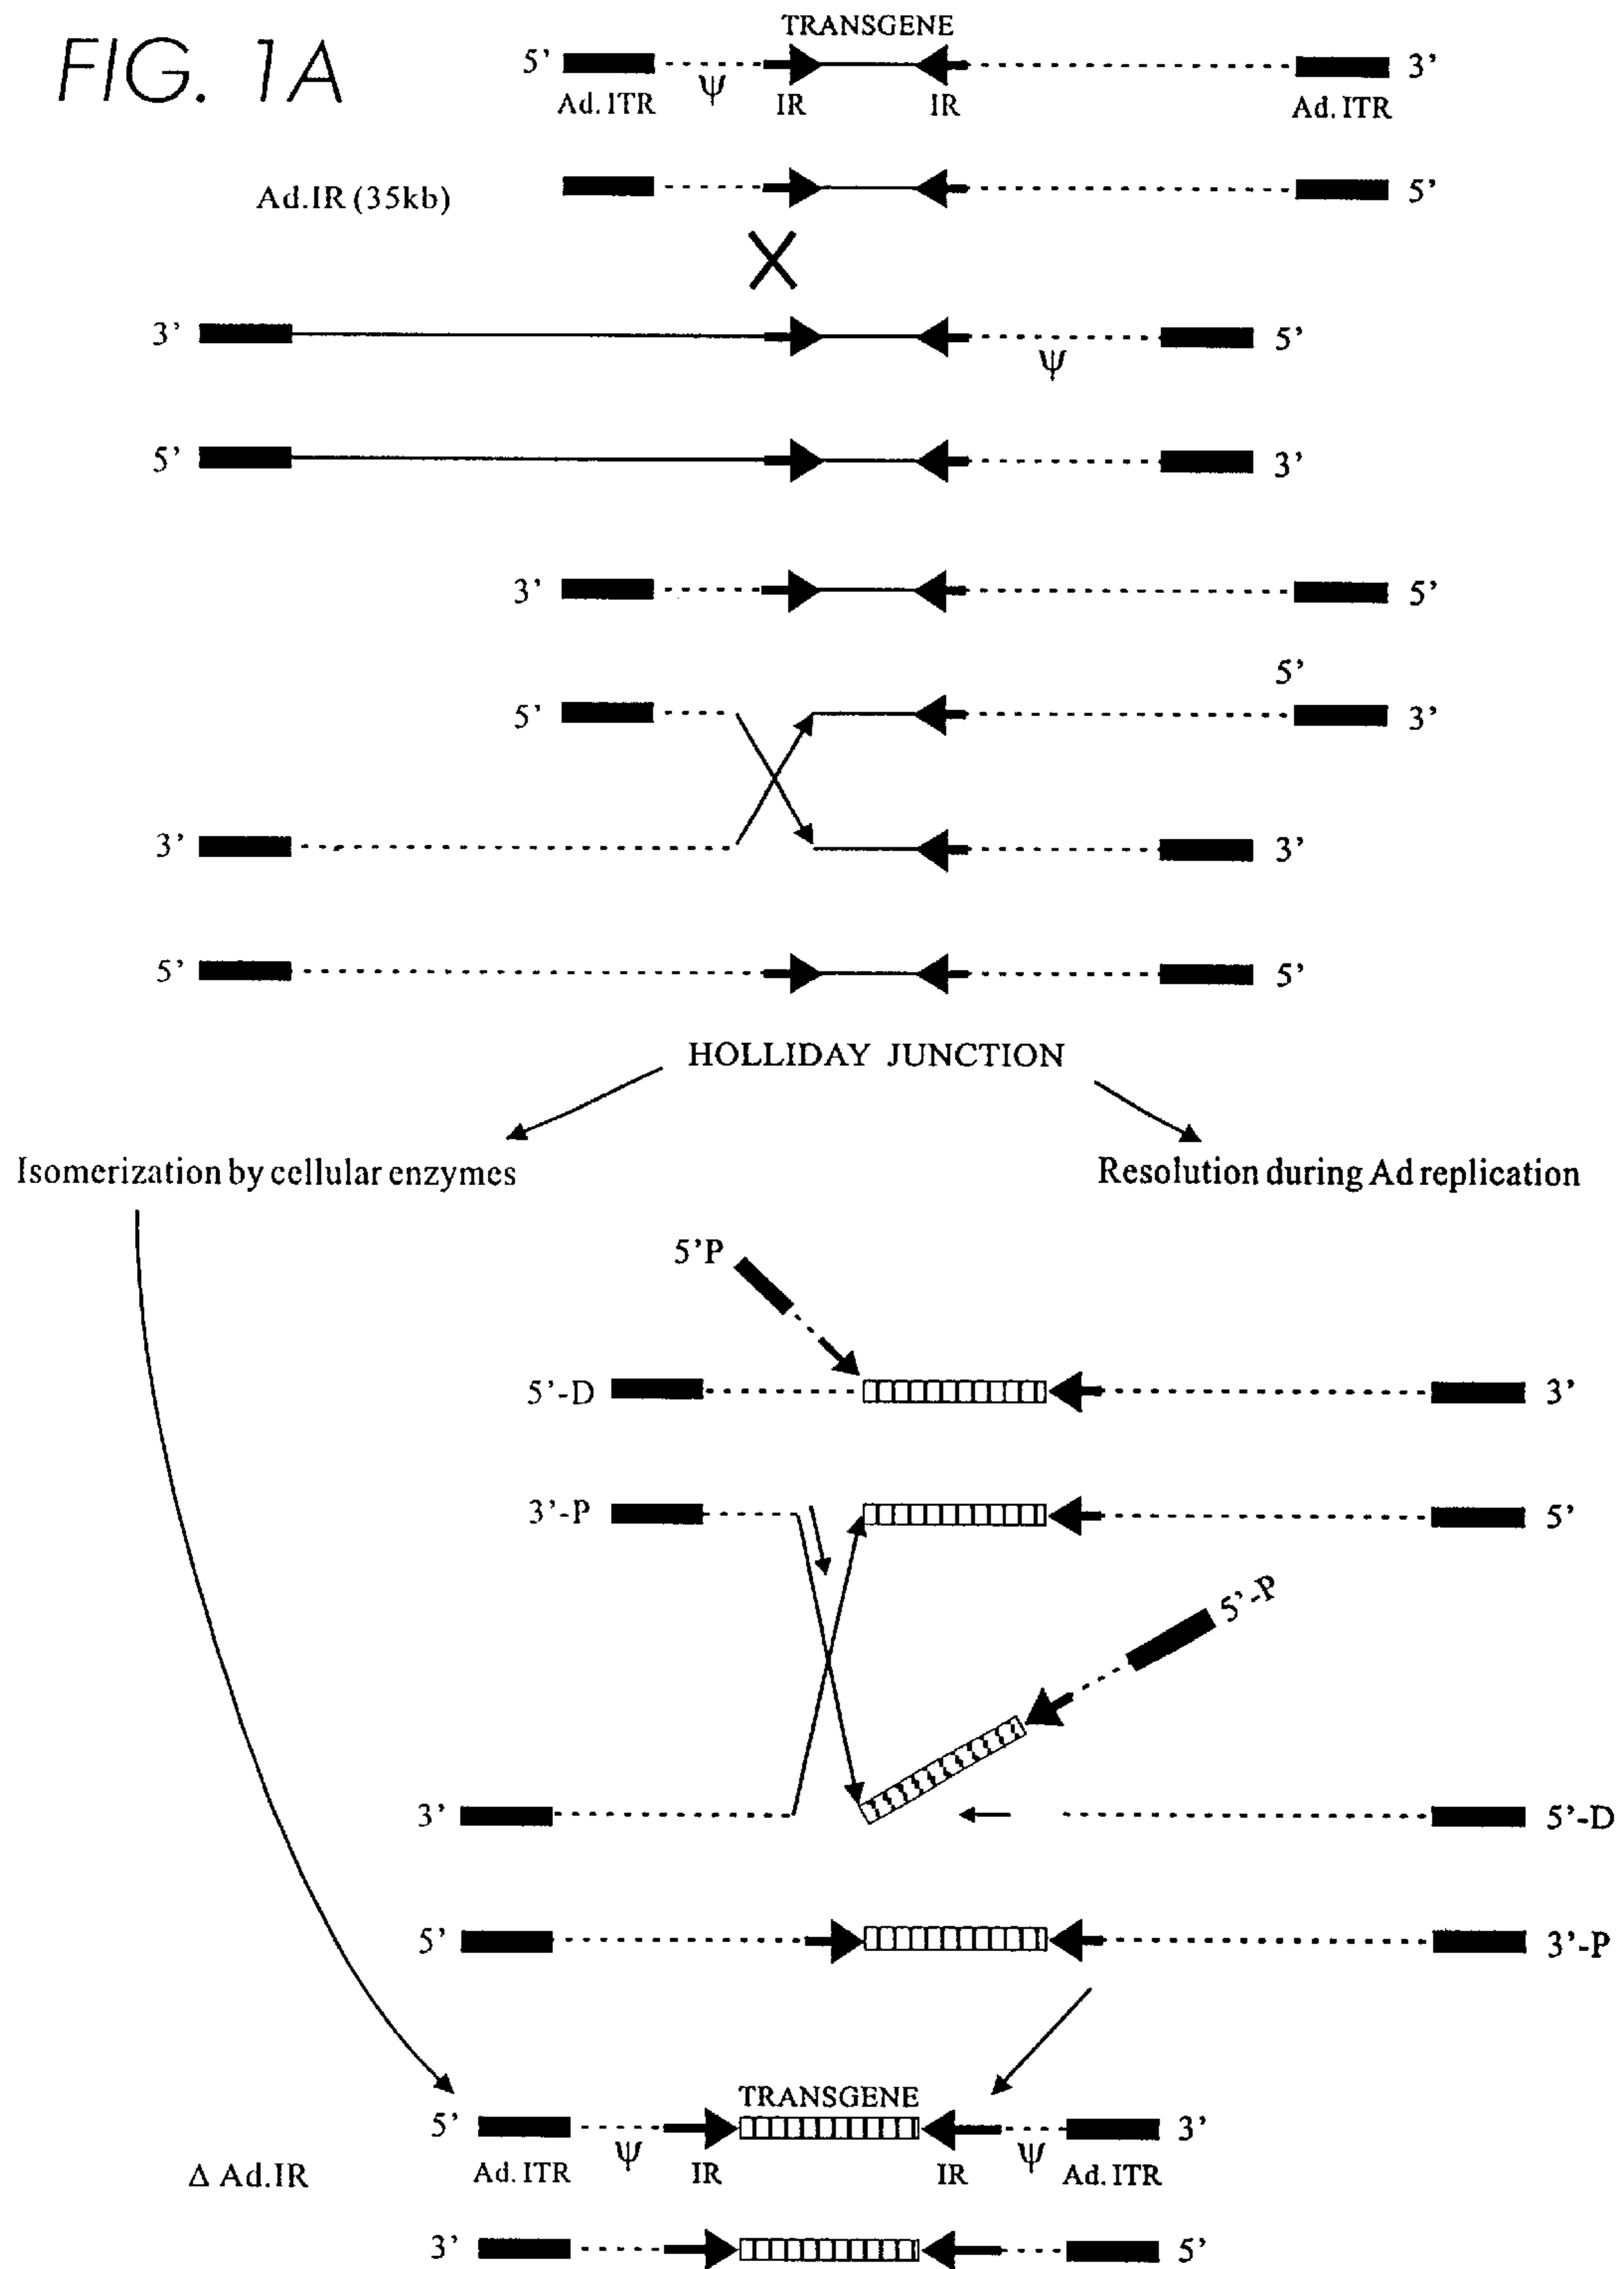 FIG. 1A
TRANSGENE
5' 3'
Ad. ITR ψ IR IR Ad. ITR
Ad.IR (35kb) 5'
3' 5'
ψ
5' 3'
3' 5'
5'
5' 3'
3' 3'
5' 5'
HOLLIDAY JUNCTION
Isomerization by cellular enzymes
Resolution during Ad replication
5'P
5'-D 3'
3'-P 5'
5'-P
3' 5'-D
5' 3'-P
TRANSGENE
5' 3'
ψ ψ
Δ Ad.IR Ad. ITR IR IR Ad. ITR
3' 5'